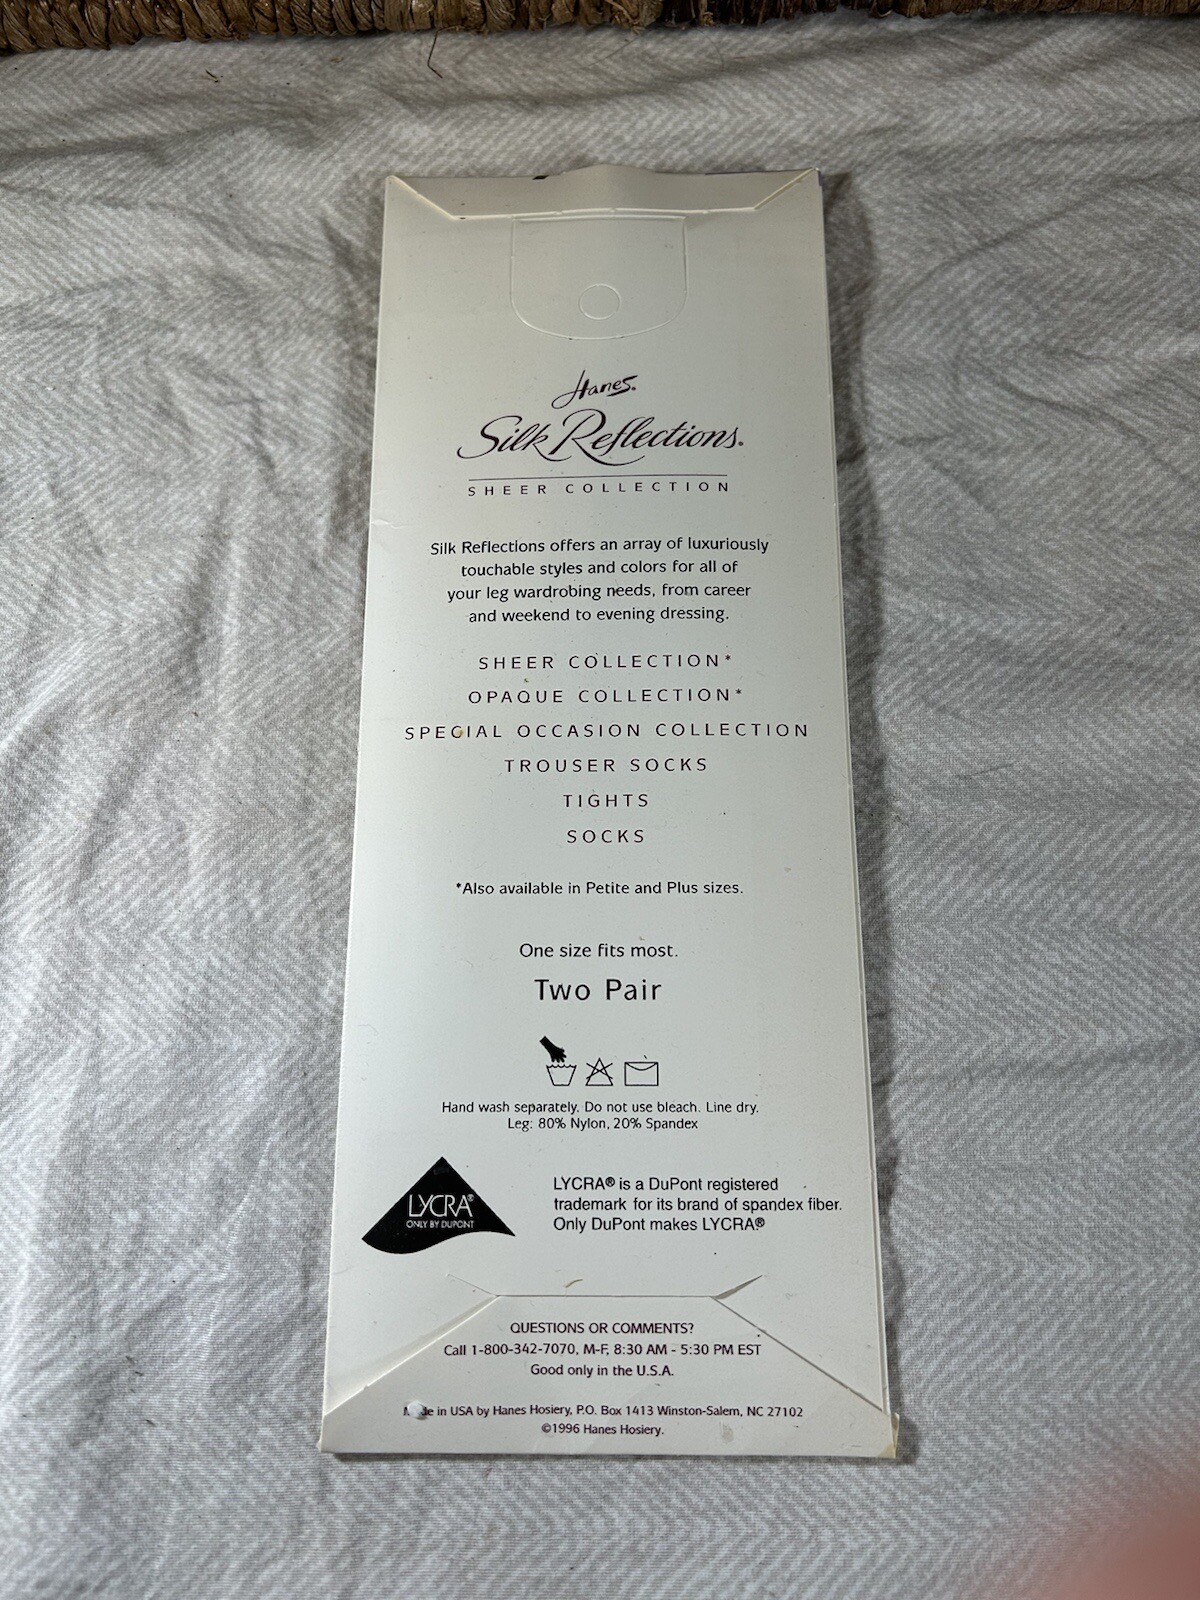 Hanes®
Silk Reflections®
SHEER COLLECTION
Silk Reflections offers an array of luxuriously
touchable styles and colors for all of
your leg wardrobing needs, from career
and weekend to evening dressing.
SHEER COLLECTION*
OPAQUE COLLECTION*
SPECIAL OCCASION COLLECTION
TROUSER SOCKS
TIGHTS
SOCKS
*Also available in Petite and Plus sizes.
One size fits most.
Two Pair
Hand wash separately. Do not use bleach. Line dry.
Leg: 80% Nylon, 20% Spandex
LYCRA®
ONLY BY DUPONT
LYCRA® is a DuPont registered
trademark for its brand of spandex fiber.
Only DuPont makes LYCRA®
QUESTIONS OR COMMENTS?
Call 1-800-342-7070, M-F, 8:30 AM - 5:30 PM EST
Good only in the U.S.A.
Made in USA by Hanes Hosiery, P.O. Box 1413 Winston-Salem, NC 27102
©1996 Hanes Hosiery.